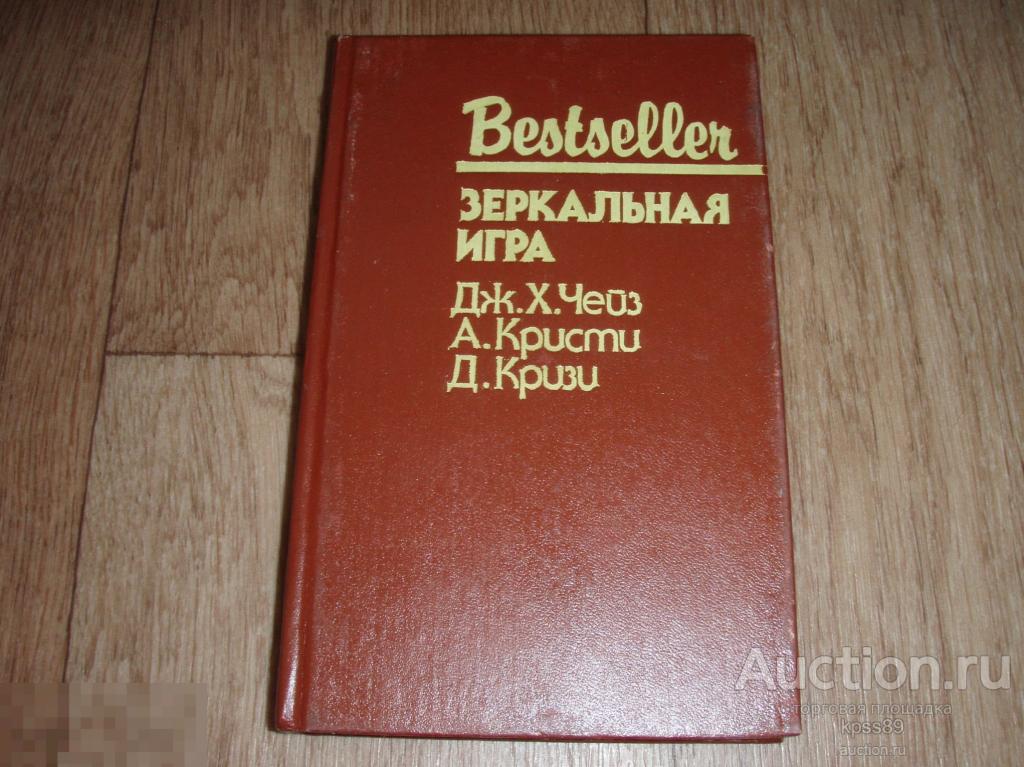 Bestseller
ЗЕРКАЛЬНАЯ
ИГРА
Дж.Х.Чейз
А.Кристи
Д.Кризи
Auction.ru
торговая площадка
kpss89
auction.ru